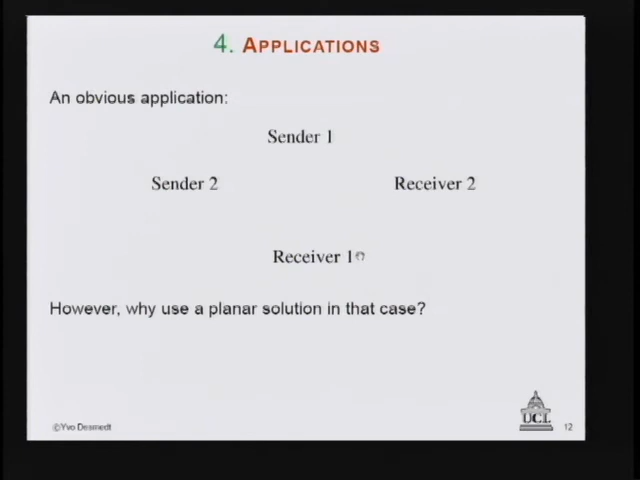 4. APPLICATIONS
An obvious application:
Sender 1
Sender 2
Receiver 2
Receiver 1
However, why use a planar solution in that case?
©Yvo Desmedt
UCL
12